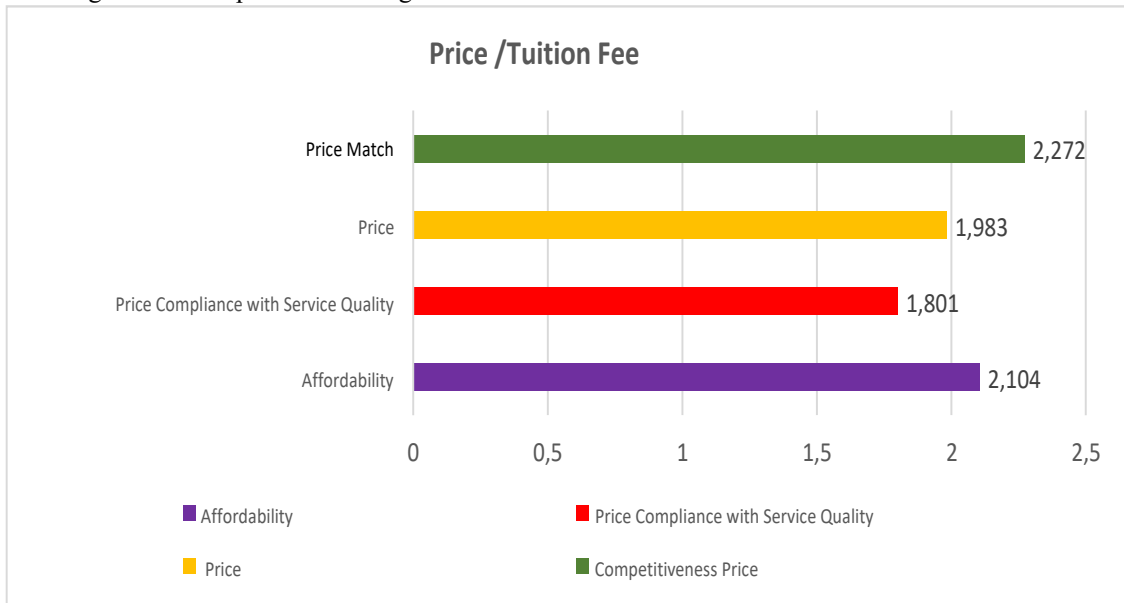 Price /Tuition Fee
Price Match
2,272
Price
1,983
Price Compliance with Service Quality
1,801
Affordability
2,104
0 0,5 1 1,5 2 2,5
Affordability
Price Compliance with Service Quality
Price
Competitiveness Price